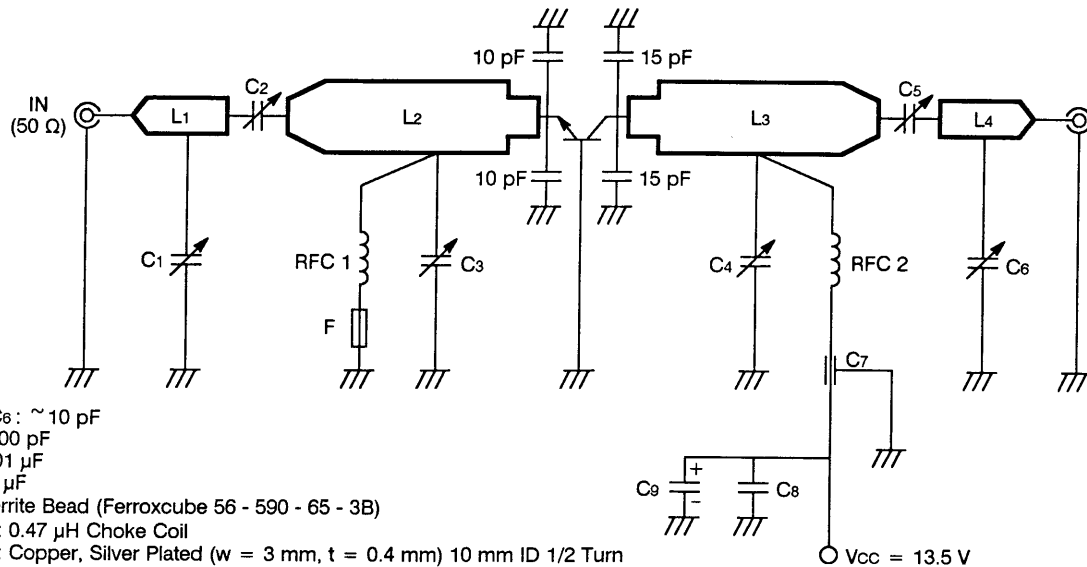 10 pF
15 pF
IN
(50 Ω)
L1
C2
L2
L3
C5
L4
10 pF
15 pF
C1
RFC 1
C3
C4
RFC 2
C6
F
C7
C6 : ~10 pF
00 pF
01 µF
µF
rrite Bead (Ferroxcube 56 - 590 - 65 - 3B)
: 0.47 µH Choke Coil
: Copper, Silver Plated (w = 3 mm, t = 0.4 mm) 10 mm ID 1/2 Turn
C9
+
–
C8
VCC = 13.5 V